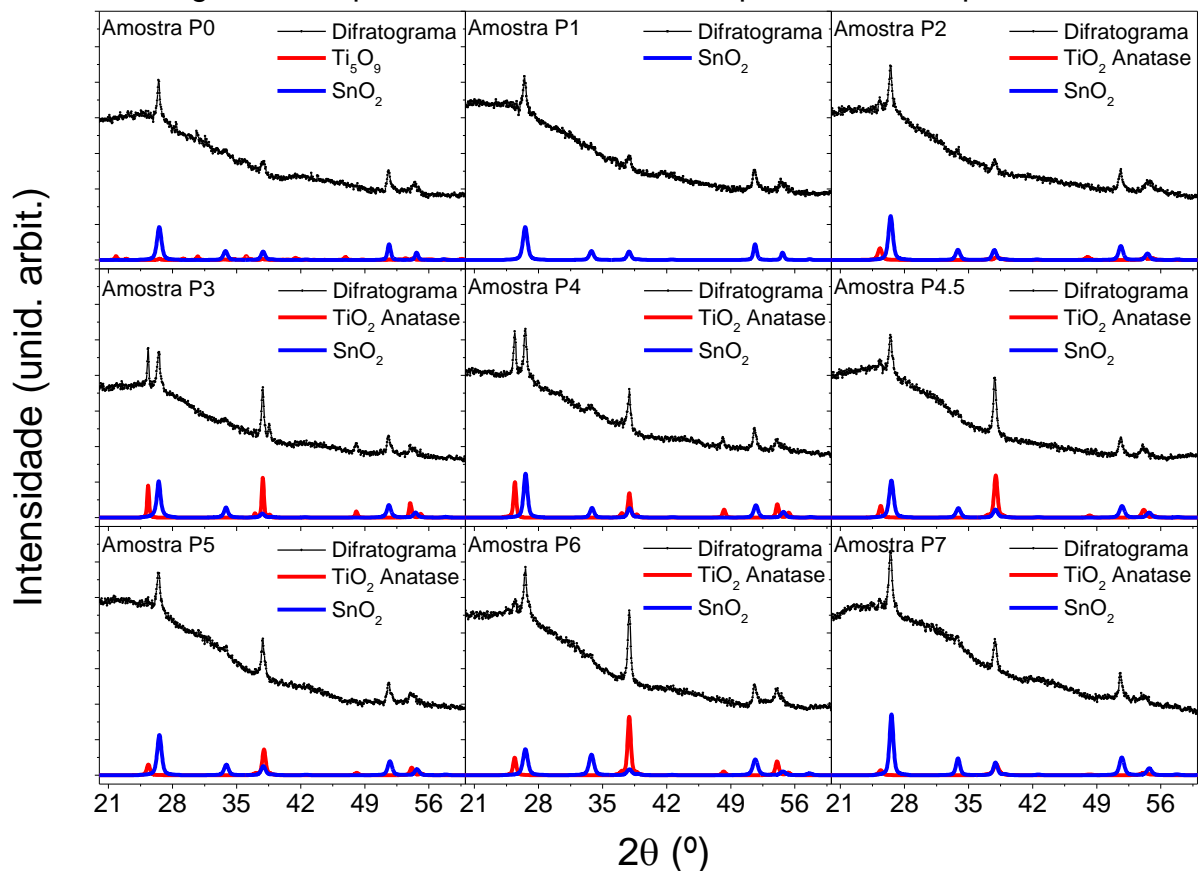 Amostra P0
Difratograma
Ti5O9
SnO2
Amostra P1
Difratograma
SnO2
Amostra P2
Difratograma
TiO2 Anatase
SnO2
Amostra P3
Difratograma
TiO2 Anatase
SnO2
Amostra P4
Difratograma
TiO2 Anatase
SnO2
Amostra P4.5
Difratograma
TiO2 Anatase
SnO2
Amostra P5
Difratograma
TiO2 Anatase
SnO2
Amostra P6
Difratograma
TiO2 Anatase
SnO2
Amostra P7
Difratograma
TiO2 Anatase
SnO2
Intensidade (unid. arbit.)
21 28 35 42 49 56 21 28 35 42 49 56 21 28 35 42 49 56
2θ (º)